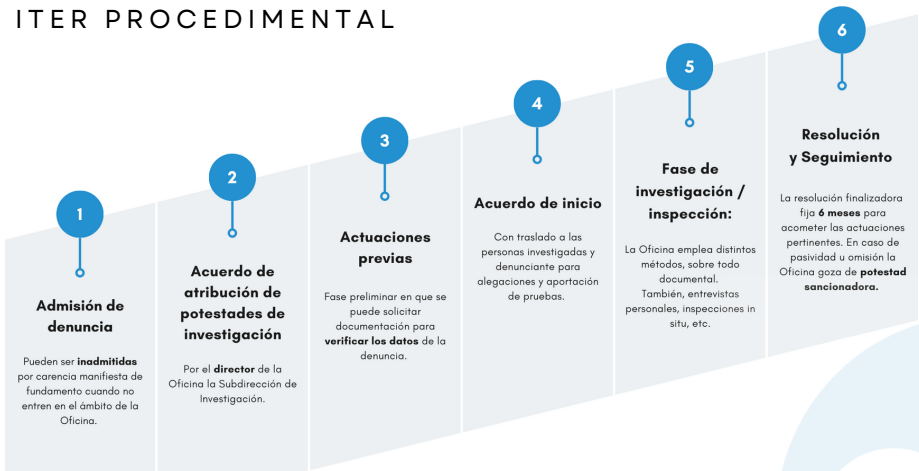 ITER PROCEDIMENTAL
1
Admisión de
denuncia
Pueden ser inadmitidas
por carencia manifiesta de
fundamento cuando no
entren en el ámbito de la
Oficina.
2
Acuerdo de
atribución de
potestades de
investigación
Por el director de la
Oficina la Subdirección de
Investigación.
3
Actuaciones
previas
Fase preliminar en que se
puede solicitar
documentación para
verificar los datos de la
denuncia.
4
Acuerdo de inicio
Con traslado a las
personas investigadas y
denunciante para
alegaciones y aportación
de pruebas.
5
Fase de
investigación /
inspección:
La Oficina emplea distintos
métodos, sobre todo
documental.
También, entrevistas
personales, inspecciones in
situ, etc.
6
Resolución
y Seguimiento
La resolución finalizadora
fija 6 meses para
acometer las actuaciones
pertinentes. En caso de
pasividad u omisión la
Oficina goza de potestad
sancionadora.